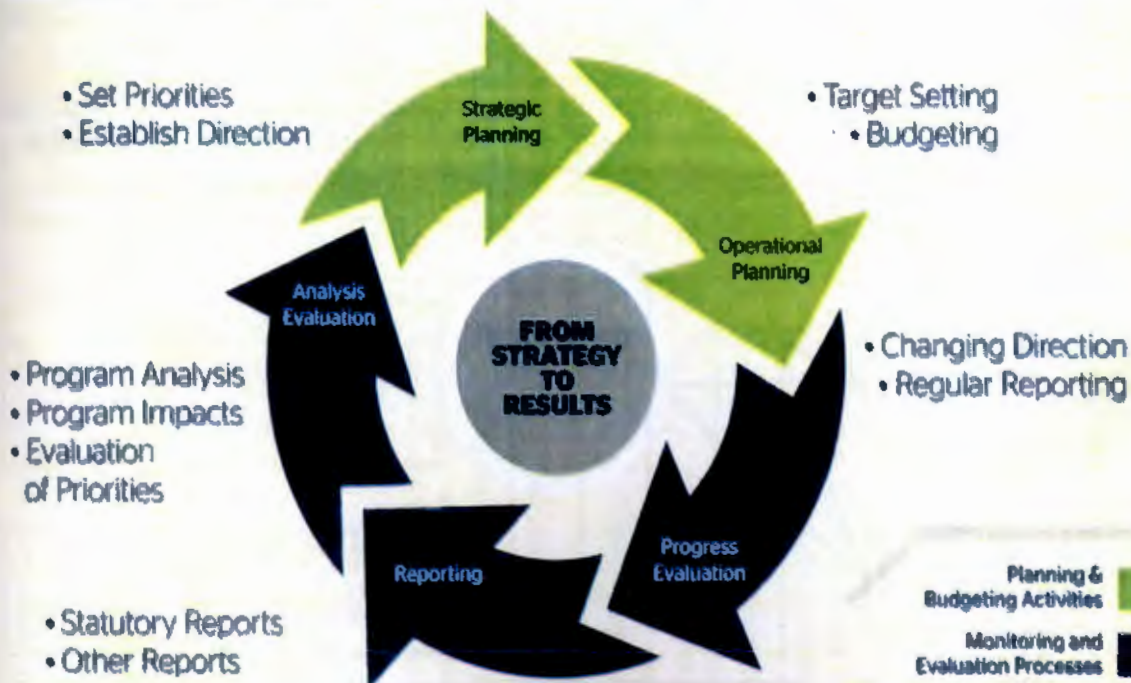 • Set Priorities
• Establish Direction
Strategic
Planning
• Target Setting
• Budgeting
Operational
Planning
Analysis
Evaluation
FROM
STRATEGY
TO
RESULTS
• Changing Direction
• Regular Reporting
• Program Analysis
• Program Impacts
• Evaluation
of Priorities
Progress
Evaluation
Reporting
• Statutory Reports
• Other Reports
Planning &
Budgeting Activities
Monitoring and
Evaluation Processes